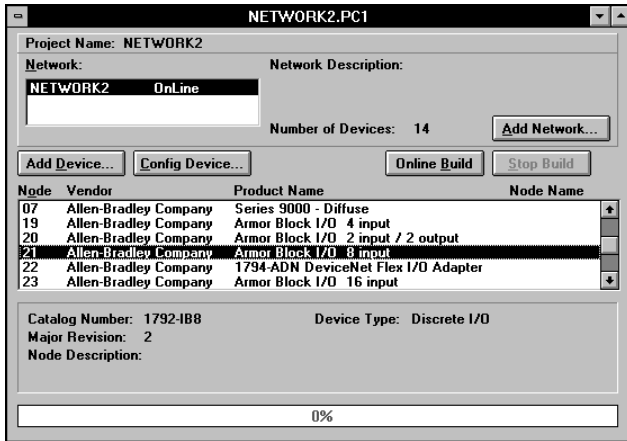 NETWORK2.PC1
Project Name: NETWORK2
Network: Network Description:
NETWORK2 OnLine
Number of Devices: 14 Add Network...
Add Device... Config Device... Online Build Stop Build
Node Vendor Product Name Node Name
07 Allen-Bradley Company Series 9000 - Diffuse
19 Allen-Bradley Company Armor Block I/O 4 input
20 Allen-Bradley Company Armor Block I/O 2 input / 2 output
21 Allen-Bradley Company Armor Block I/O 8 input
22 Allen-Bradley Company 1794-ADN DeviceNet Flex I/O Adapter
23 Allen-Bradley Company Armor Block I/O 16 input
Catalog Number: 1792-IB8 Device Type: Discrete I/O
Major Revision: 2
Node Description:
0%